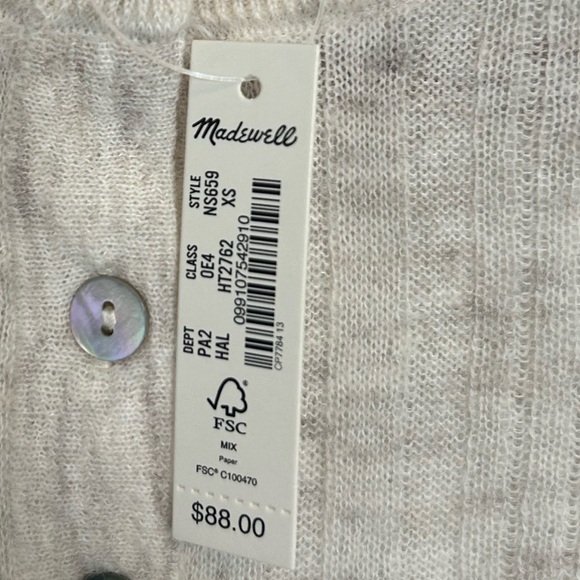 Madewell
STYLE
NS659
XS
CLASS
0E4
HT2762
DEPT
PA2
HAL
099107542910
CP7784 13
FSC®
MIX
Paper
FSC® C100470
$88.00